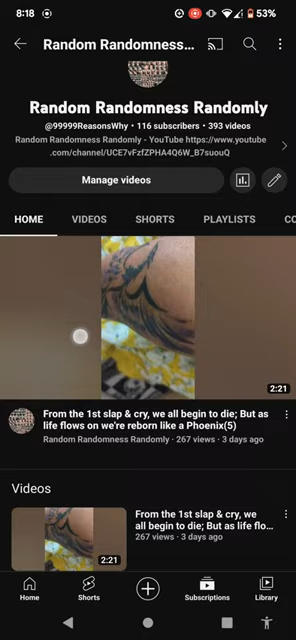 8:18 53%
Random Randomness...
Random Randomness Randomly
@99999ReasonsWhy • 116 subscribers • 393 videos
Random Randomness Randomly - YouTube https://www.youtube
.com/channel/UCE7vFzfZPHA4Q6W_B7suouQ
Manage videos
HOME VIDEOS SHORTS PLAYLISTS CO
2:21
From the 1st slap & cry, we all begin to die; But as
life flows on we're reborn like a Phoenix(5)
Random Randomness Randomly · 267 views · 3 days ago
Videos
From the 1st slap & cry, we
all begin to die; But as life flo...
267 views · 3 days ago
2:21
Home Shorts Subscriptions Library